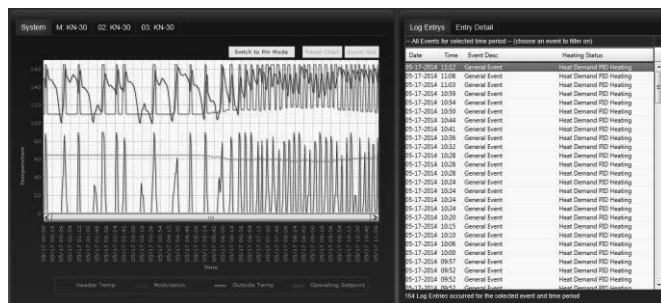 System M: KN-30 02: KN-30 03: KN-30
Switch to Pin Mode Reset Chart Zoom Out
160
140
120
100
80
60
40
20
0
Temperature
Time
Header Temp Modulation Outside Temp Operating Setpoint
Log Entrys Entry Detail
-- All Events for selected time period -- (choose an event to filter on)
Date Time Event Desc Heating Status
05-17-2014 11:12 General Event Heat Demand PID Heating
05-17-2014 11:08 General Event Heat Demand PID Heating
05-17-2014 11:03 General Event Heat Demand PID Heating
05-17-2014 10:59 General Event Heat Demand PID Heating
05-17-2014 10:54 General Event Heat Demand PID Heating
05-17-2014 10:50 General Event Heat Demand PID Heating
05-17-2014 10:44 General Event Heat Demand PID Heating
05-17-2014 10:41 General Event Heat Demand PID Heating
05-17-2014 10:36 General Event Heat Demand PID Heating
05-17-2014 10:32 General Event Heat Demand PID Heating
05-17-2014 10:28 General Event Heat Demand PID Heating
05-17-2014 10:28 General Event Heat Demand PID Heating
05-17-2014 10:24 General Event Heat Demand PID Heating
05-17-2014 10:24 General Event Heat Demand PID Heating
05-17-2014 10:24 General Event Heat Demand PID Heating
05-17-2014 10:20 General Event Heat Demand PID Heating
05-17-2014 10:15 General Event Heat Demand PID Heating
05-17-2014 10:10 General Event Heat Demand PID Heating
05-17-2014 10:06 General Event Heat Demand PID Heating
05-17-2014 10:00 General Event Heat Demand PID Heating
05-17-2014 09:57 General Event Heat Demand PID Heating
05-17-2014 09:52 General Event Heat Demand PID Heating
05-17-2014 09:52 General Event Heat Demand PID Heating
05-17-2014 09:52 General Event Heat Demand PID Heating
164 Log Entries occurred for the selected event and time period